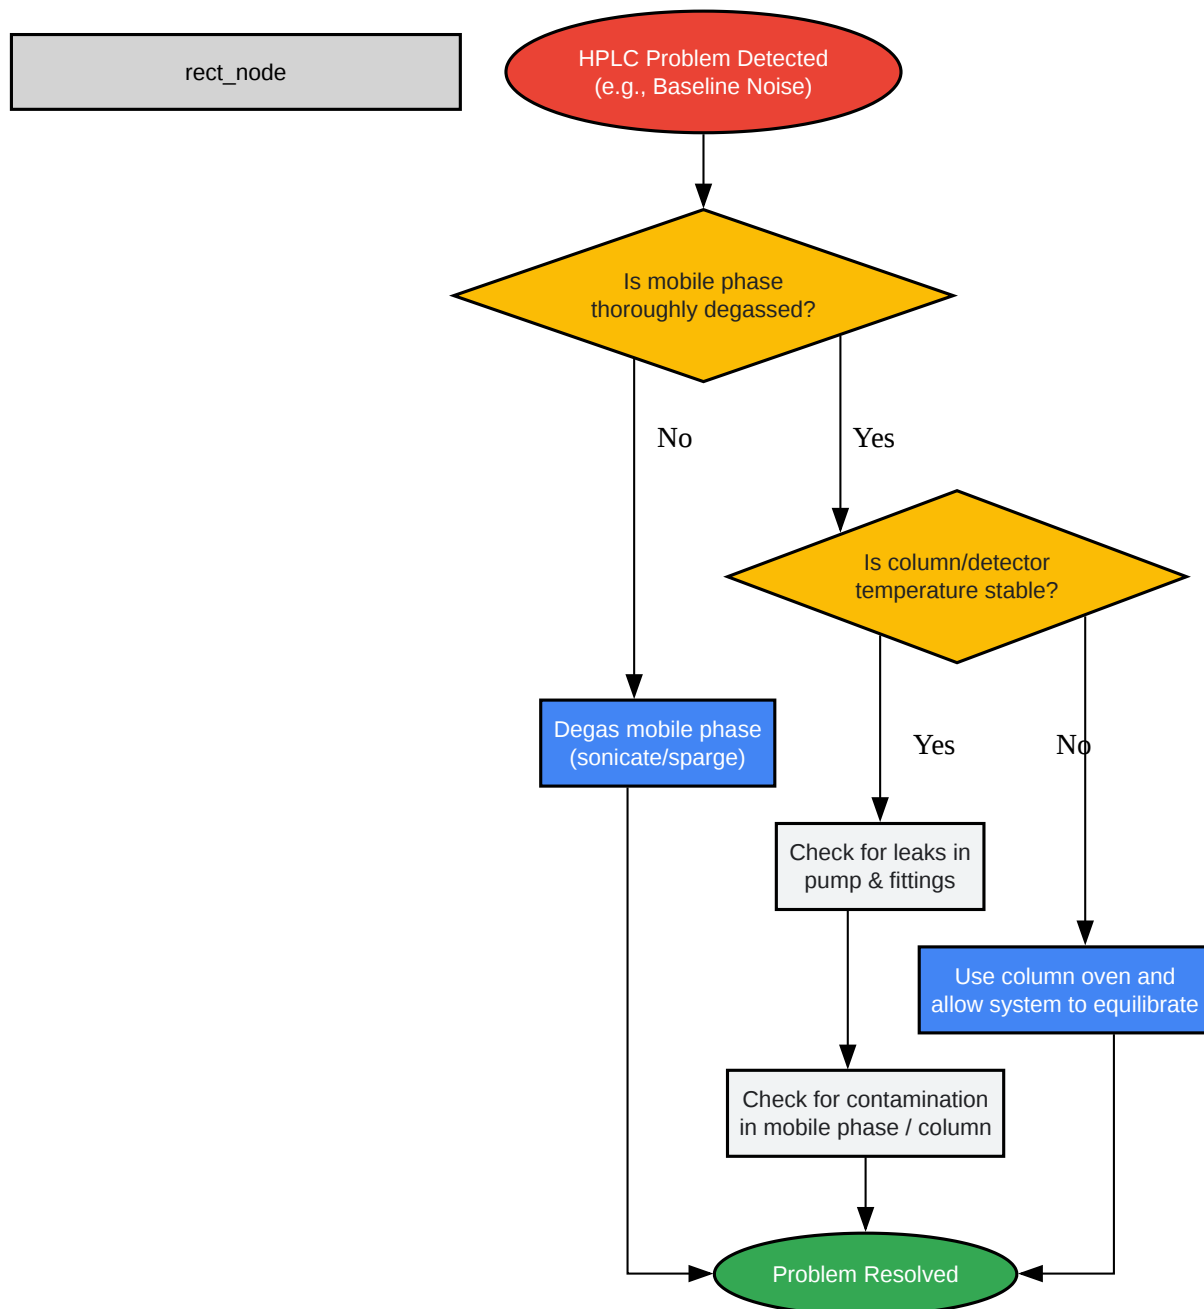 rect_node
HPLC Problem Detected
(e.g., Baseline Noise)
Is mobile phase
thoroughly degassed?
No
Yes
Is column/detector
temperature stable?
Degas mobile phase
(sonicate/sparge)
Yes
No
Check for leaks in
pump & fittings
Use column oven and
allow system to equilibrate
Check for contamination
in mobile phase / column
Problem Resolved